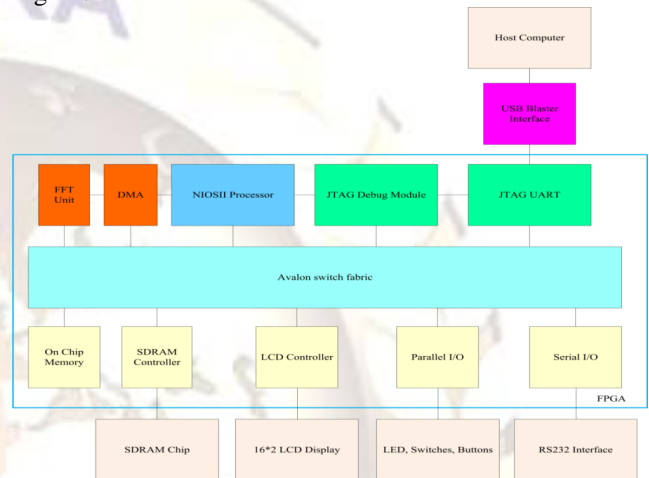 Host Computer
USB Blaster
Interface
FFT
Unit
DMA
NIOSII Processor
JTAG Debug Module
JTAG UART
Avalon switch fabric
On Chip
Memory
SDRAM
Controller
LCD Controller
Parallel I/O
Serial I/O
FPGA
SDRAM Chip
16*2 LCD Display
LED, Switches, Buttons
RS232 Interface